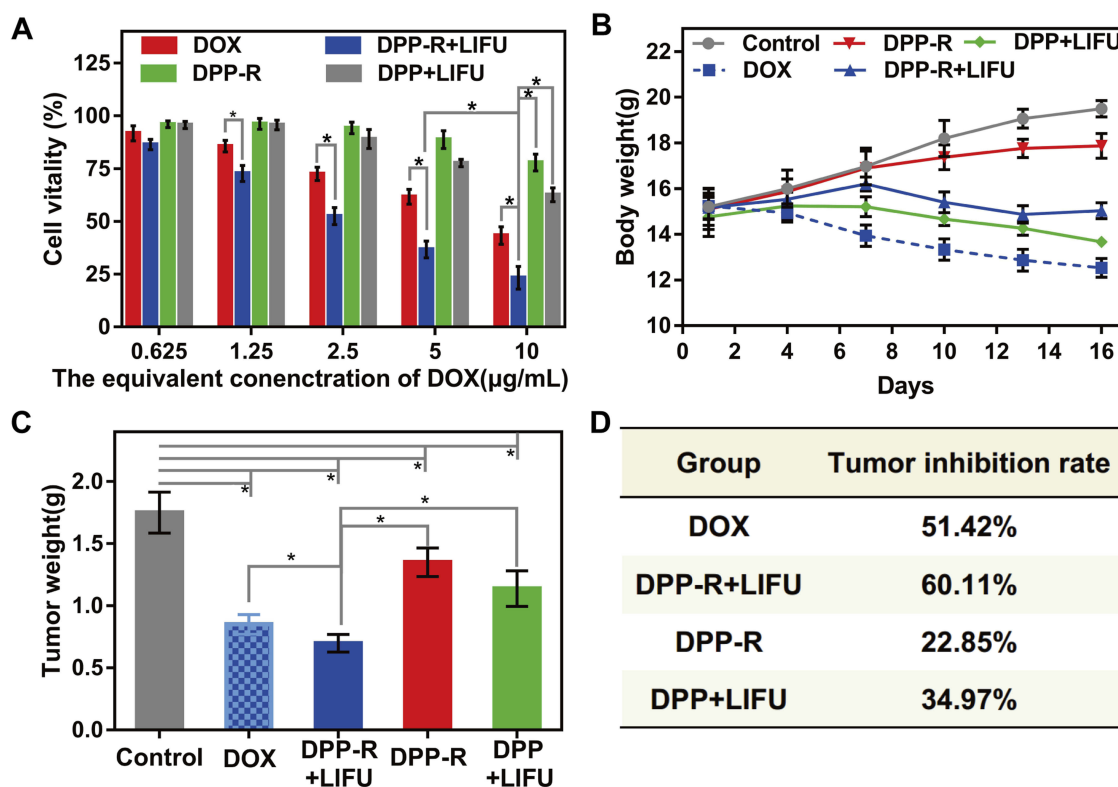 A
DOX
DPP-R+LIFU
DPP-R
DPP+LIFU
Cell vitality (%)
125
100
75
50
25
0
*
*
*
*
*
*
*
0.625 1.25 2.5 5 10
The equivalent conenctration of DOX(μg/mL)
B
Control
DPP-R
DPP+LIFU
DOX
DPP-R+LIFU
Body weight(g)
22
20
18
16
14
12
10
0 2 4 6 8 10 12 14 16
Days
C
Tumor weight(g)
2.0
1.5
1.0
0.5
0.0
*
*
*
*
*
*
*
Control DOX DPP-R DPP-R DPP
+LIFU +LIFU
D
Group Tumor inhibition rate
DOX 51.42%
DPP-R+LIFU 60.11%
DPP-R 22.85%
DPP+LIFU 34.97%